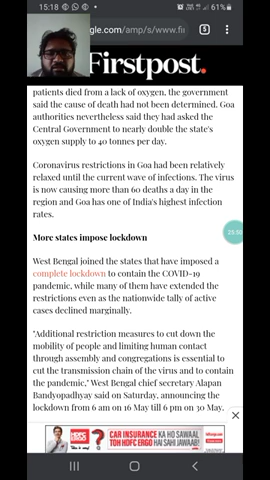 15:18
61%
gle.com/amp/s/www.fi
5
Firstpost.
patients died from a lack of oxygen, the government
said the cause of death had not been determined. Goa
authorities nevertheless said they had asked the
Central Government to nearly double the state's
oxygen supply to 40 tonnes per day.
Coronavirus restrictions in Goa had been relatively
relaxed until the current wave of infections. The virus
is now causing more than 60 deaths a day in the
region and Goa has one of India's highest infection
rates.
25:50
More states impose lockdown
West Bengal joined the states that have imposed a
complete lockdown to contain the COVID-19
pandemic, while many of them have extended the
restrictions even as the nationwide tally of active
cases declined marginally.
"Additional restriction measures to cut down the
mobility of people and limiting human contact
through assembly and congregations is essential to
cut the transmission chain of the virus and to contain
the pandemic," West Bengal chief secretary Alapan
Bandyopadhyay said on Saturday, announcing the
lockdown from 6 am on 16 May till 6 pm on 30 May.
HDFC ERGO
CAR INSURANCE KA HO SAWAAL
TOH HDFC ERGO HAI SAHI JAWAAB!